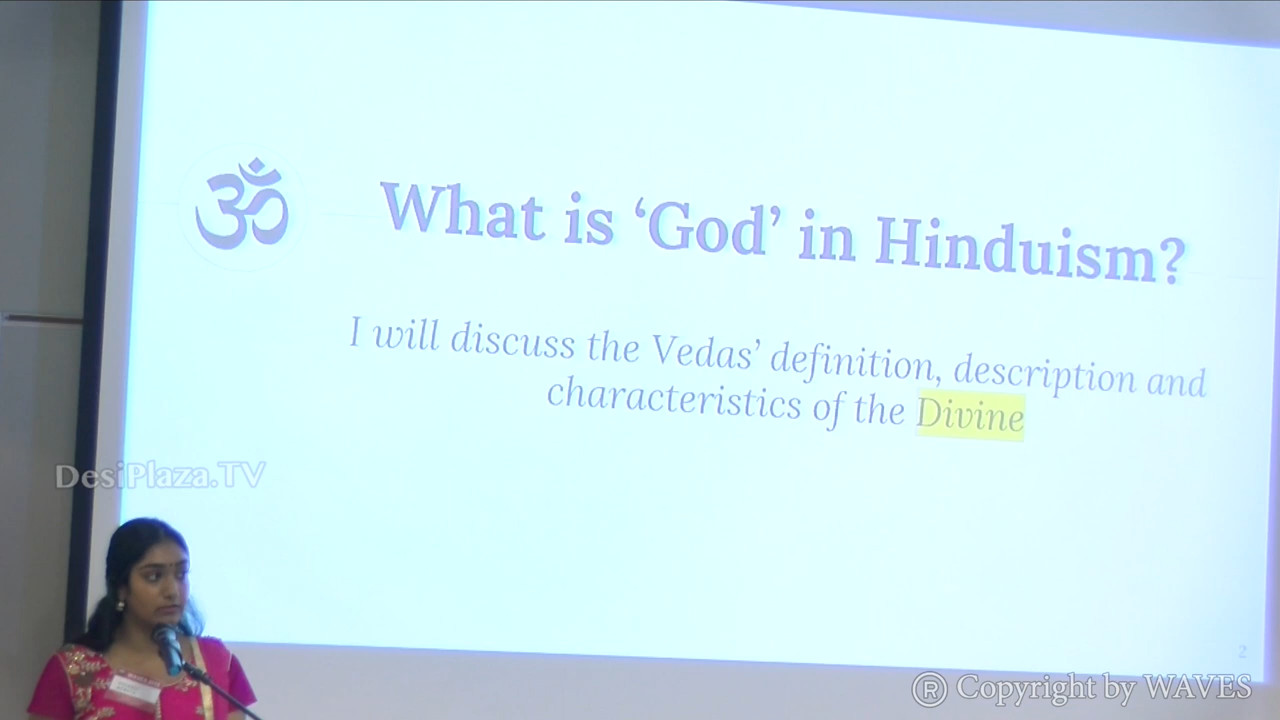 ॐ
What is ‘God’ in Hinduism?
I will discuss the Vedas’ definition, description and
characteristics of the Divine
DesiPlaza.TV
2
® Copyright by WAVES